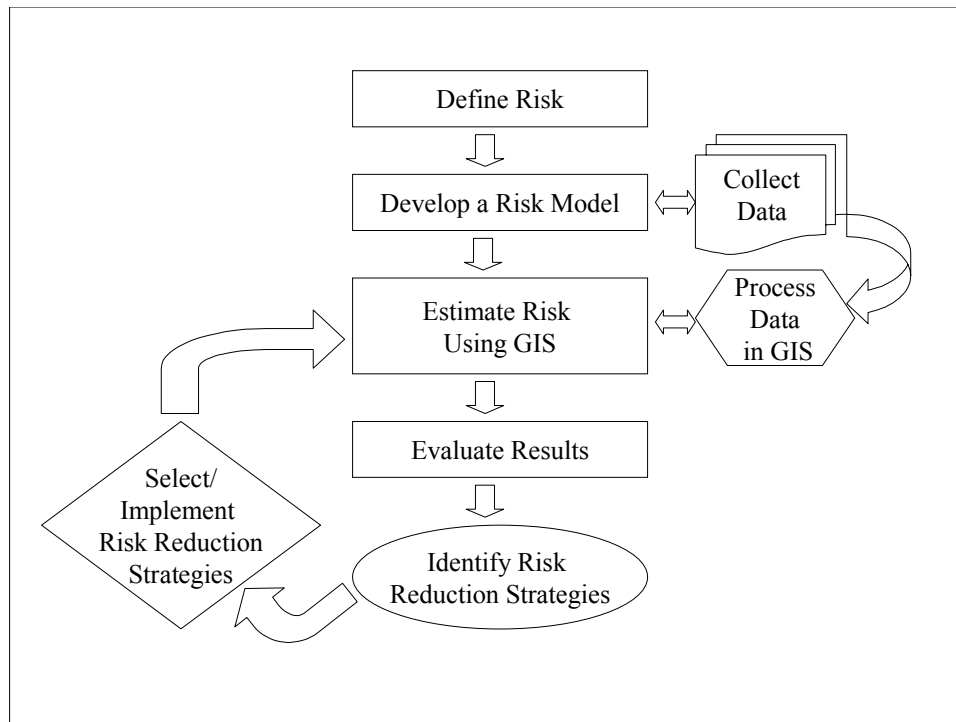 Define Risk
Develop a Risk Model
Collect
Data
Estimate Risk
Using GIS
Process
Data
in GIS
Evaluate Results
Select/
Implement
Risk Reduction
Strategies
Identify Risk
Reduction Strategies